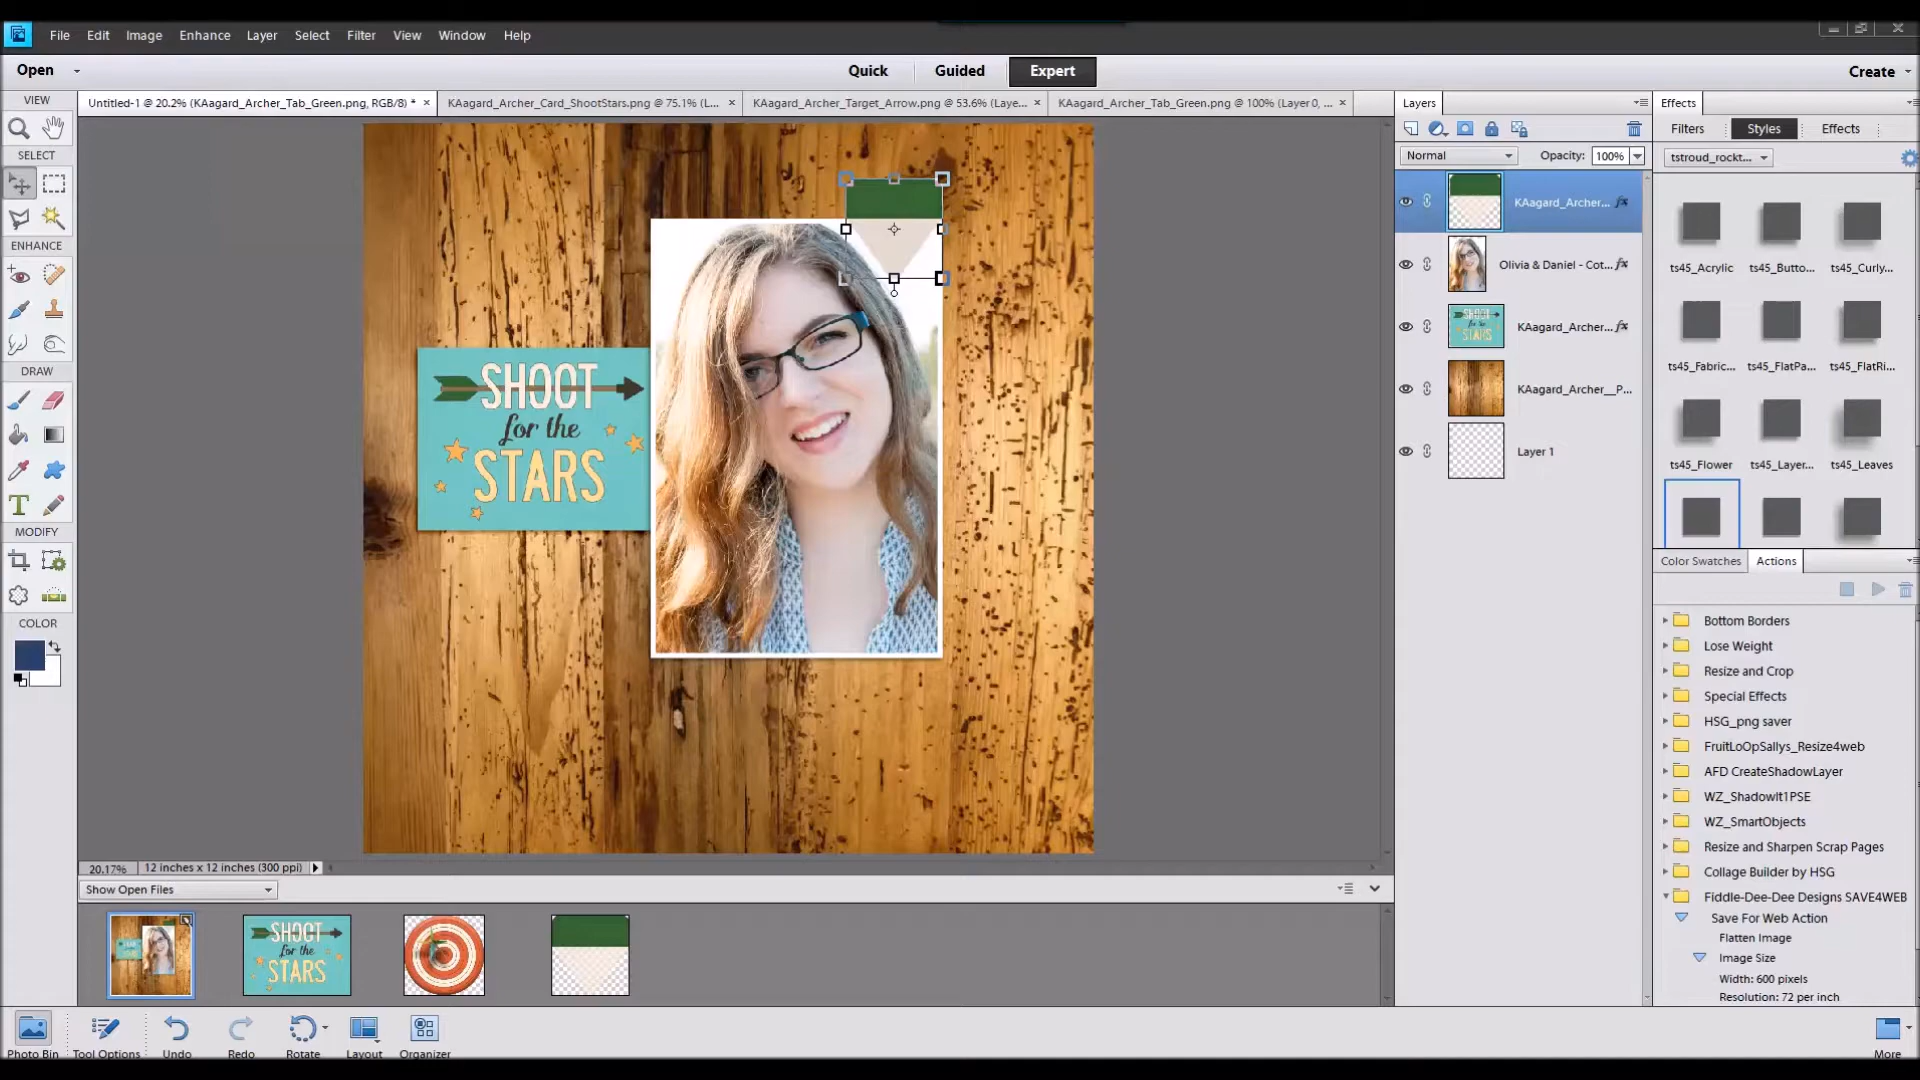 File Edit Image Enhance Layer Select Filter View Window Help
Open Quick Guided Expert Create
VIEW
Untitled-1 @ 20.2% (KAagard_Archer_Tab_Green.png, RGB/8) * × KAagard_Archer_Card_ShootStars.png @ 75.1% (L... × KAagard_Archer_Target_Arrow.png @ 53.6% (Laye... × KAagard_Archer_Tab_Green.png @ 100% (Layer 0, ... ×
Layers
Effects
SELECT
ENHANCE
DRAW
MODIFY
COLOR
SHOOT
for the
STARS
Normal Opacity: 100%
KAagard_Archer... fx
Olivia & Daniel - Cot... fx
KAagard_Archer... fx
KAagard_Archer__P...
Layer 1
Filters Styles Effects
tstroud_rockt...
ts45_Acrylic ts45_Butto... ts45_Curly...
ts45_Fabric... ts45_FlatPa... ts45_FlatRi...
ts45_Flower ts45_Layer... ts45_Leaves
Color Swatches Actions
Bottom Borders
Lose Weight
Resize and Crop
Special Effects
HSG_png saver
FruitLoOpSallys_Resize4web
AFD CreateShadowLayer
WZ_ShadowIt1PSE
WZ_SmartObjects
Resize and Sharpen Scrap Pages
Collage Builder by HSG
Fiddle-Dee-Dee Designs SAVE4WEB
Save For Web Action
Flatten Image
Image Size
Width: 600 pixels
Resolution: 72 per inch
20.17% 12 inches x 12 inches (300 ppi)
Show Open Files
SHOOT
for the
STARS
Photo Bin Tool Options Undo Redo Rotate Layout Organizer More